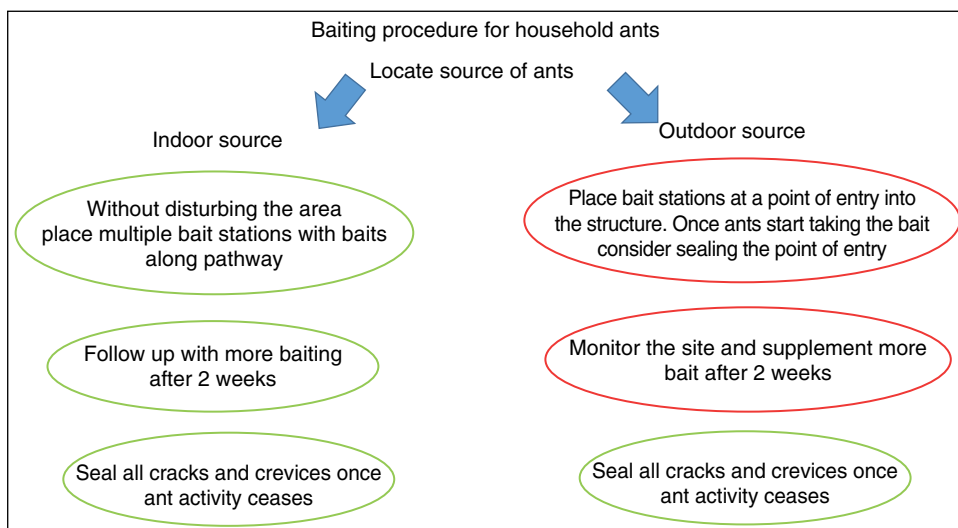 Baiting procedure for household ants
Locate source of ants
Indoor source
Without disturbing the area
place multiple bait stations with baits
along pathway
Follow up with more baiting
after 2 weeks
Seal all cracks and crevices once
ant activity ceases
Outdoor source
Place bait stations at a point of entry into
the structure. Once ants start taking the bait
consider sealing the point of entry
Monitor the site and supplement more
bait after 2 weeks
Seal all cracks and crevices once
ant activity ceases